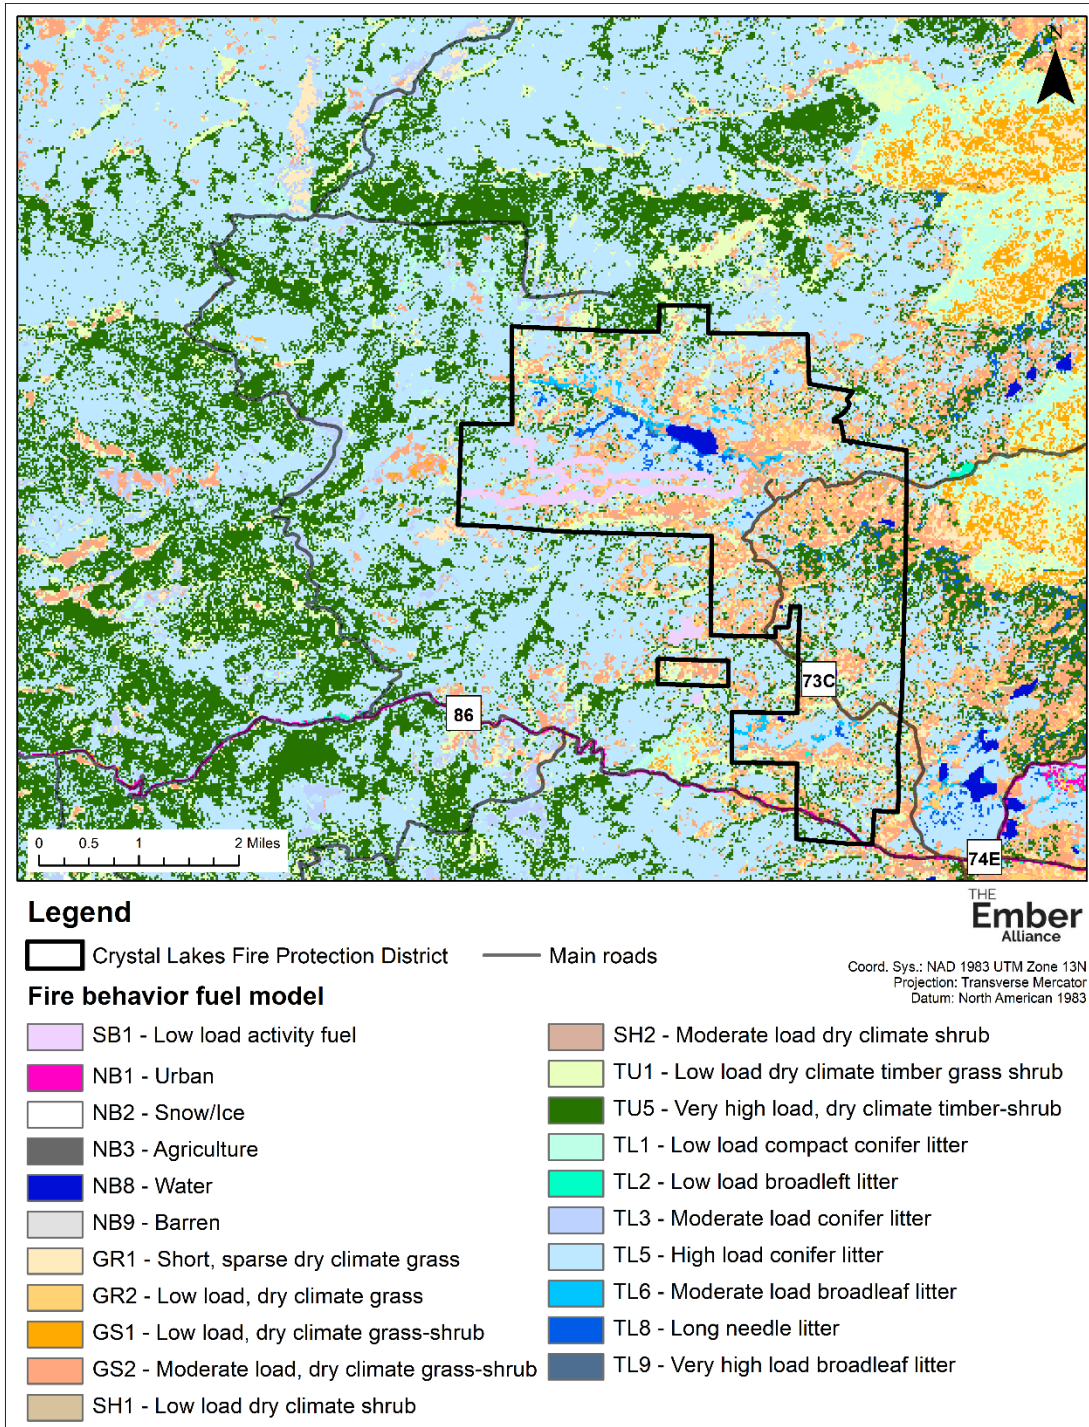 N
86
73C
74E
0 0.5 1 2 Miles
Legend
THE
Ember
Alliance
Crystal Lakes Fire Protection District
Main roads
Coord. Sys.: NAD 1983 UTM Zone 13N
Projection: Transverse Mercator
Datum: North American 1983
Fire behavior fuel model
SB1 - Low load activity fuel
NB1 - Urban
NB2 - Snow/Ice
NB3 - Agriculture
NB8 - Water
NB9 - Barren
GR1 - Short, sparse dry climate grass
GR2 - Low load, dry climate grass
GS1 - Low load, dry climate grass-shrub
GS2 - Moderate load, dry climate grass-shrub
SH1 - Low load dry climate shrub
SH2 - Moderate load dry climate shrub
TU1 - Low load dry climate timber grass shrub
TU5 - Very high load, dry climate timber-shrub
TL1 - Low load compact conifer litter
TL2 - Low load broadleft litter
TL3 - Moderate load conifer litter
TL5 - High load conifer litter
TL6 - Moderate load broadleaf litter
TL8 - Long needle litter
TL9 - Very high load broadleaf litter